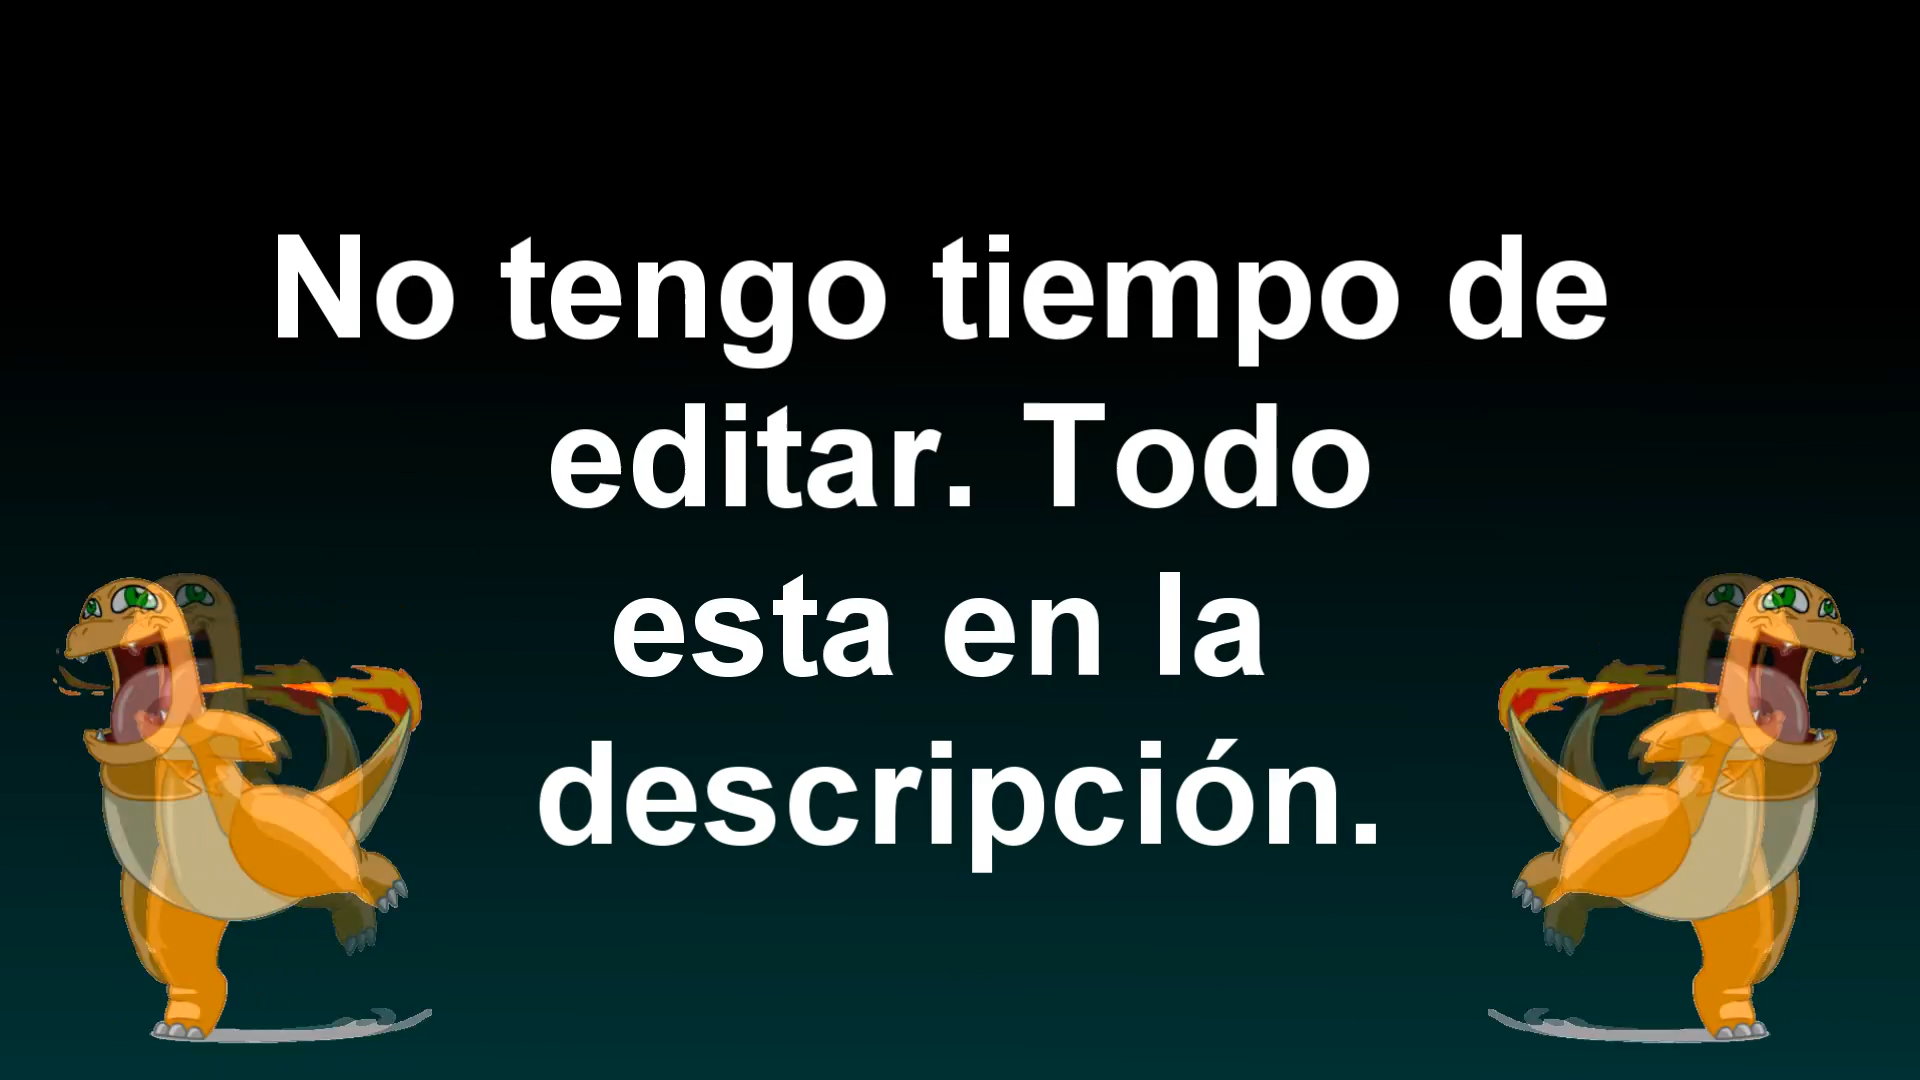 No tengo tiempo de
editar. Todo
esta en la
descripción.